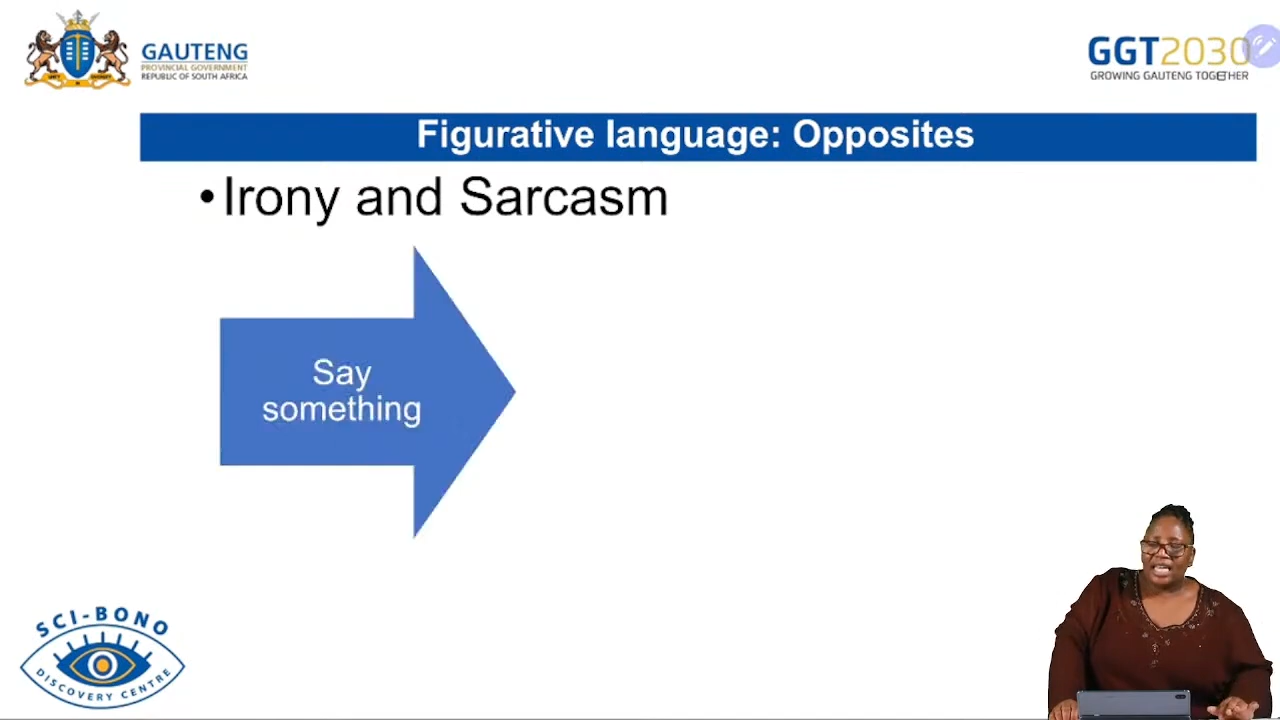 GAUTENG
PROVINCIAL GOVERNMENT
REPUBLIC OF SOUTH AFRICA
GGT2030
GROWING GAUTENG TOGETHER
Figurative language: Opposites
•Irony and Sarcasm
Say
something
SCI-BONO
DISCOVERY CENTRE